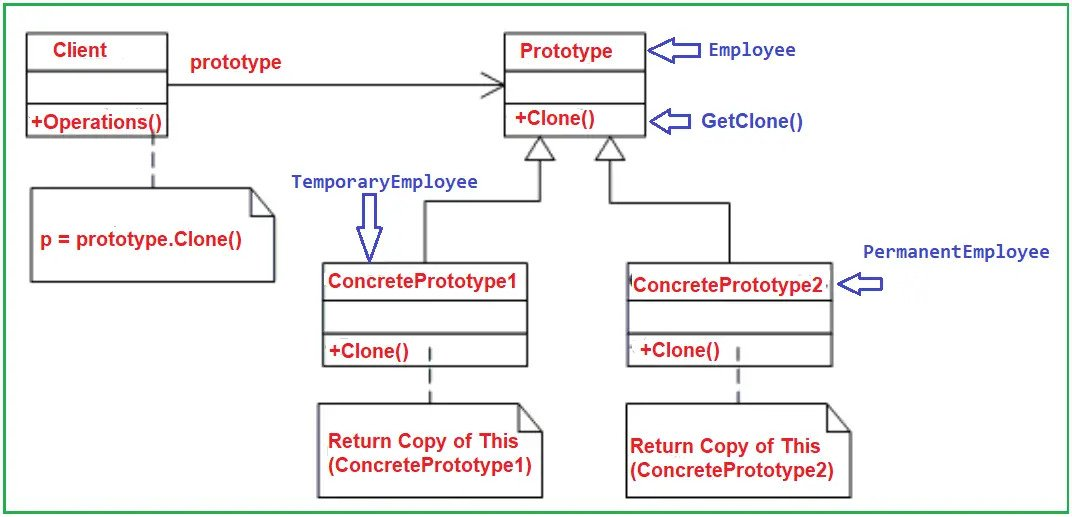 Client
+Operations()
p = prototype.Clone()
prototype
Prototype
+Clone()
Employee
GetClone()
TemporaryEmployee
ConcretePrototype1
+Clone()
Return Copy of This
(ConcretePrototype1)
PermanentEmployee
ConcretePrototype2
+Clone()
Return Copy of This
(ConcretePrototype2)